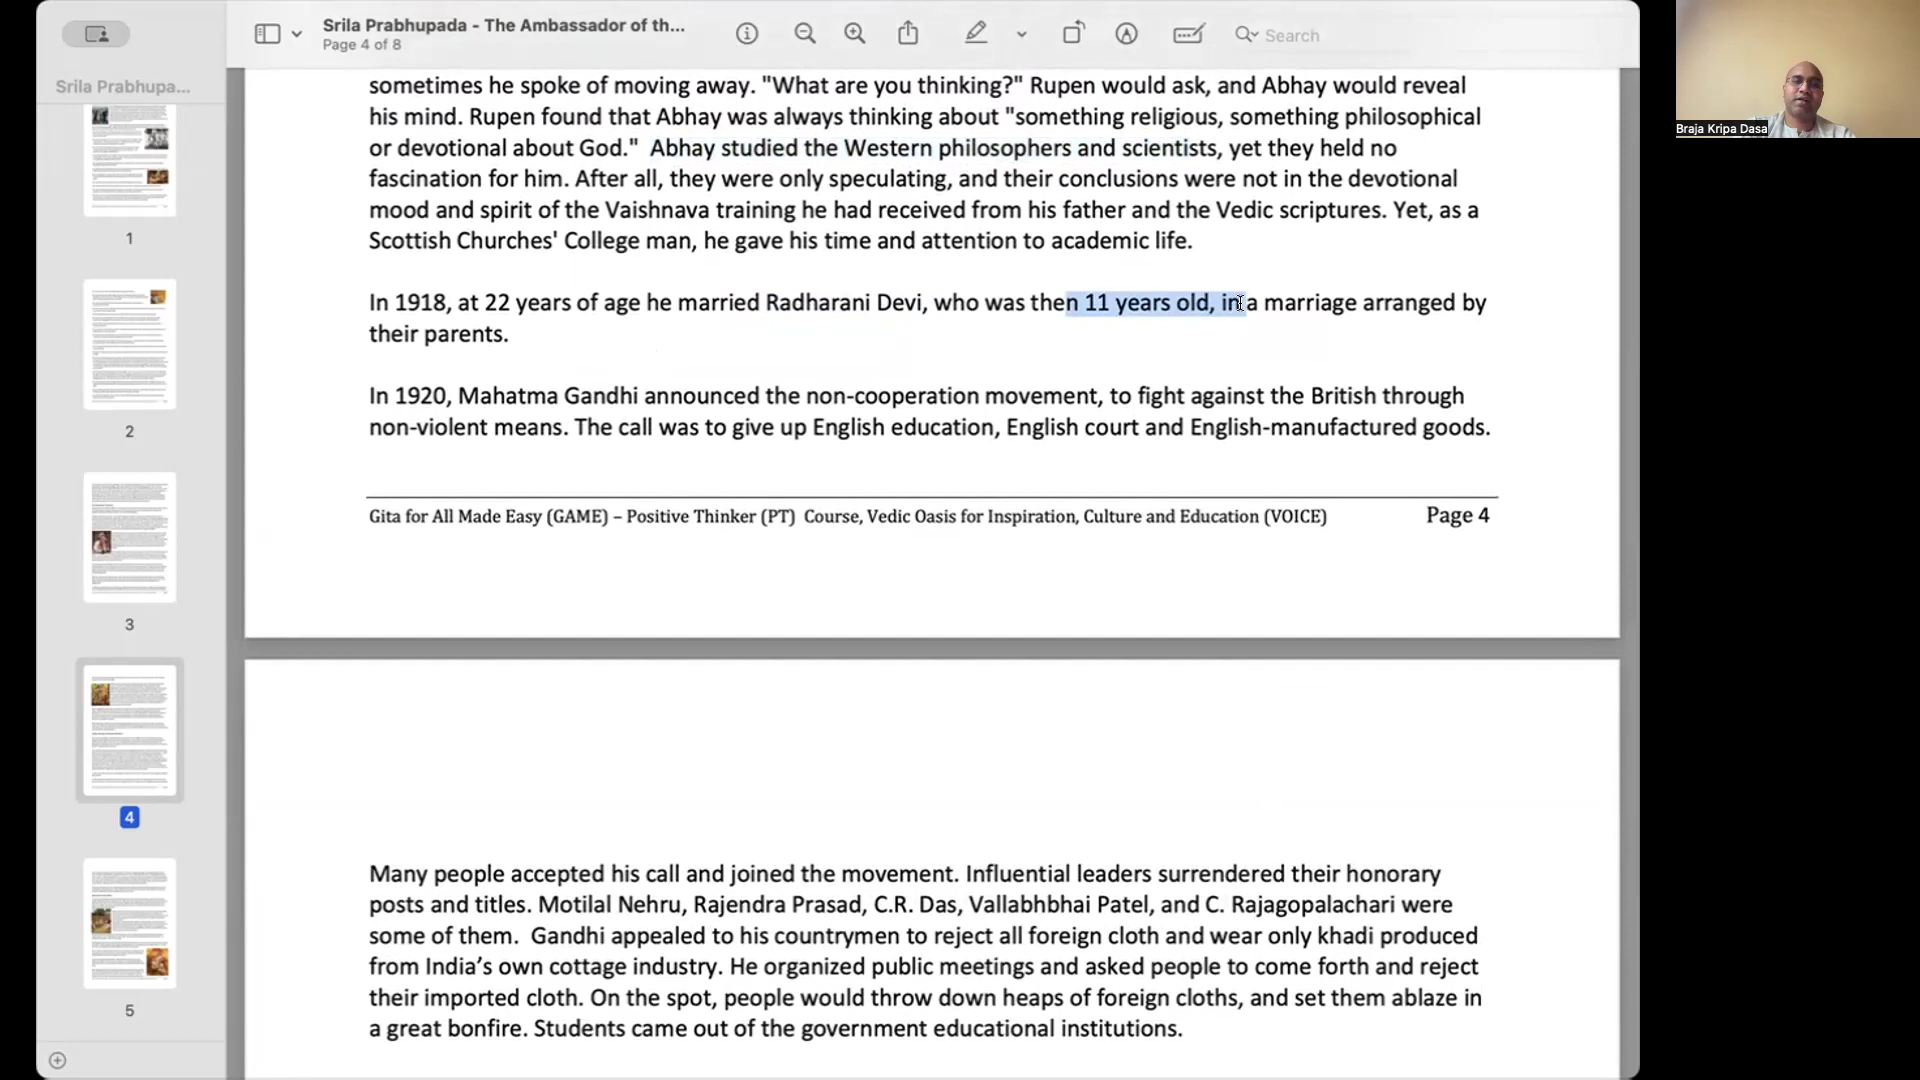 Srila Prabhupada - The Ambassador of th...
Page 4 of 8
Search
Srila Prabhupa...
1
2
3
4
5
sometimes he spoke of moving away. "What are you thinking?" Rupen would ask, and Abhay would reveal
his mind. Rupen found that Abhay was always thinking about "something religious, something philosophical
or devotional about God."  Abhay studied the Western philosophers and scientists, yet they held no
fascination for him. After all, they were only speculating, and their conclusions were not in the devotional
mood and spirit of the Vaishnava training he had received from his father and the Vedic scriptures. Yet, as a
Scottish Churches' College man, he gave his time and attention to academic life.
In 1918, at 22 years of age he married Radharani Devi, who was then 11 years old, in a marriage arranged by
their parents.
In 1920, Mahatma Gandhi announced the non-cooperation movement, to fight against the British through
non-violent means. The call was to give up English education, English court and English-manufactured goods.
Gita for All Made Easy (GAME) – Positive Thinker (PT)  Course, Vedic Oasis for Inspiration, Culture and Education (VOICE) Page 4
Many people accepted his call and joined the movement. Influential leaders surrendered their honorary
posts and titles. Motilal Nehru, Rajendra Prasad, C.R. Das, Vallabhbhai Patel, and C. Rajagopalachari were
some of them.  Gandhi appealed to his countrymen to reject all foreign cloth and wear only khadi produced
from India’s own cottage industry. He organized public meetings and asked people to come forth and reject
their imported cloth. On the spot, people would throw down heaps of foreign cloths, and set them ablaze in
a great bonfire. Students came out of the government educational institutions.
Braja Kripa Dasa